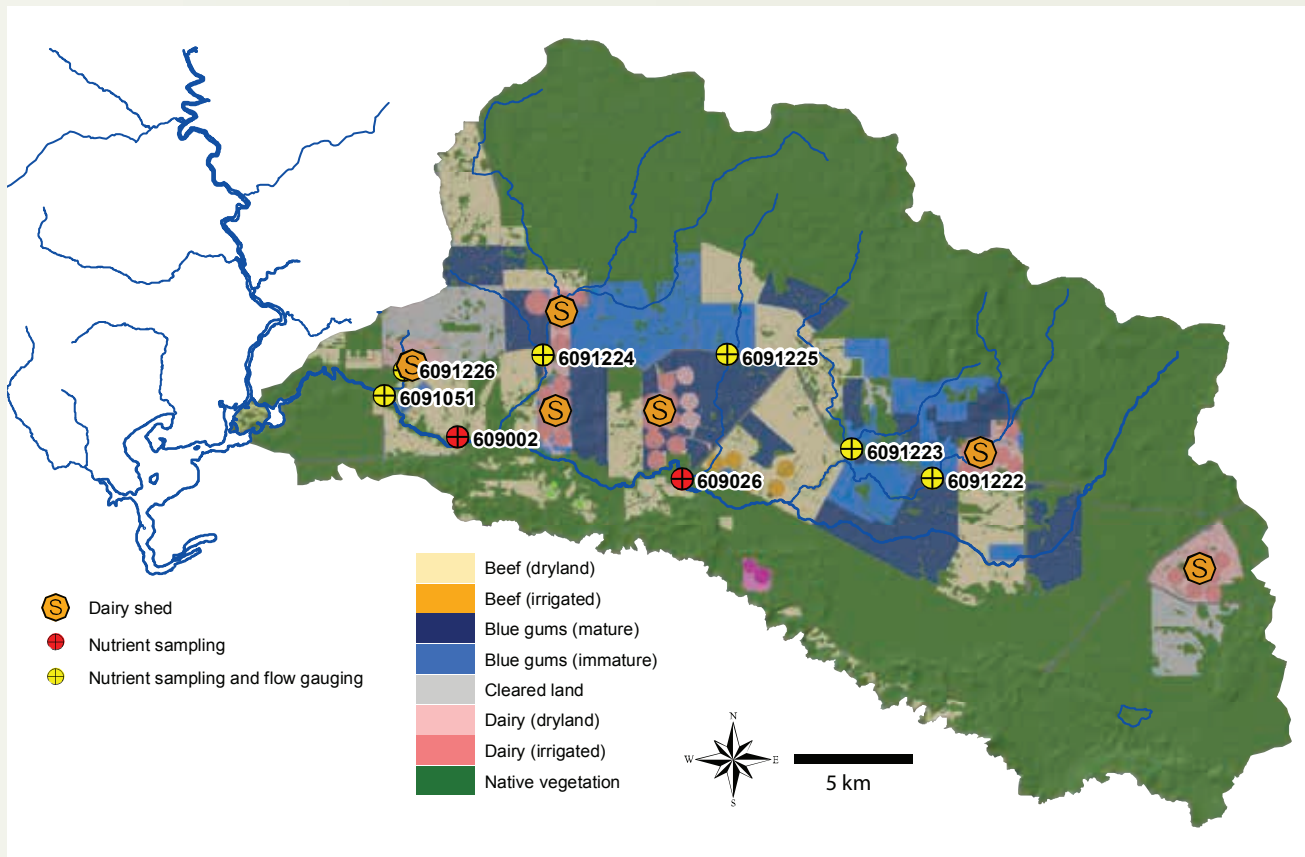 S
S
6091224
6091225
6091226
6091051
S
S
609002
6091223
S
609026
6091222
S
S Dairy shed
Nutrient sampling
Nutrient sampling and flow gauging
Beef (dryland)
Beef (irrigated)
Blue gums (mature)
Blue gums (immature)
Cleared land
Dairy (dryland)
Dairy (irrigated)
Native vegetation
N
W E
S
5 km